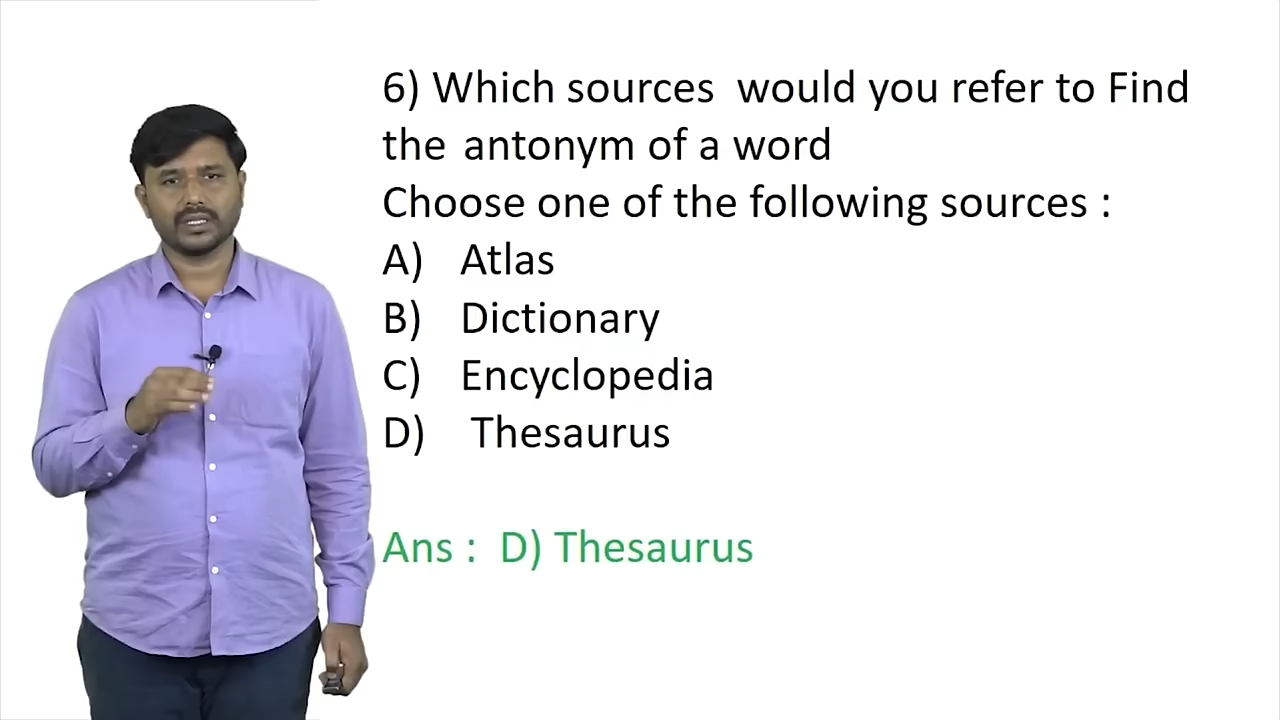 6) Which sources would you refer to Find
the antonym of a word
Choose one of the following sources :
A) Atlas
B) Dictionary
C) Encyclopedia
D) Thesaurus
Ans : D) Thesaurus